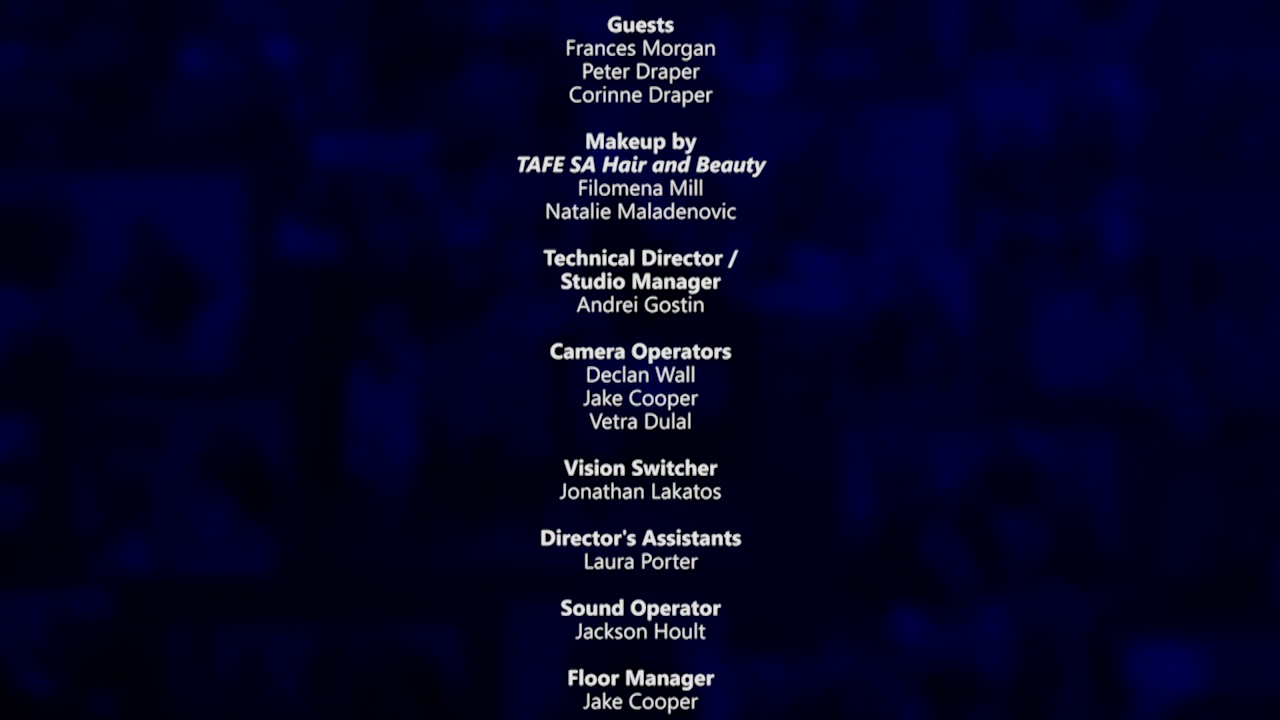 Guests
Frances Morgan
Peter Draper
Corinne Draper
Makeup by
TAFE SA Hair and Beauty
Filomena Mill
Natalie Maladenovic
Technical Director /
Studio Manager
Andrei Gostin
Camera Operators
Declan Wall
Jake Cooper
Vetra Dulal
Vision Switcher
Jonathan Lakatos
Director's Assistants
Laura Porter
Sound Operator
Jackson Hoult
Floor Manager
Jake Cooper